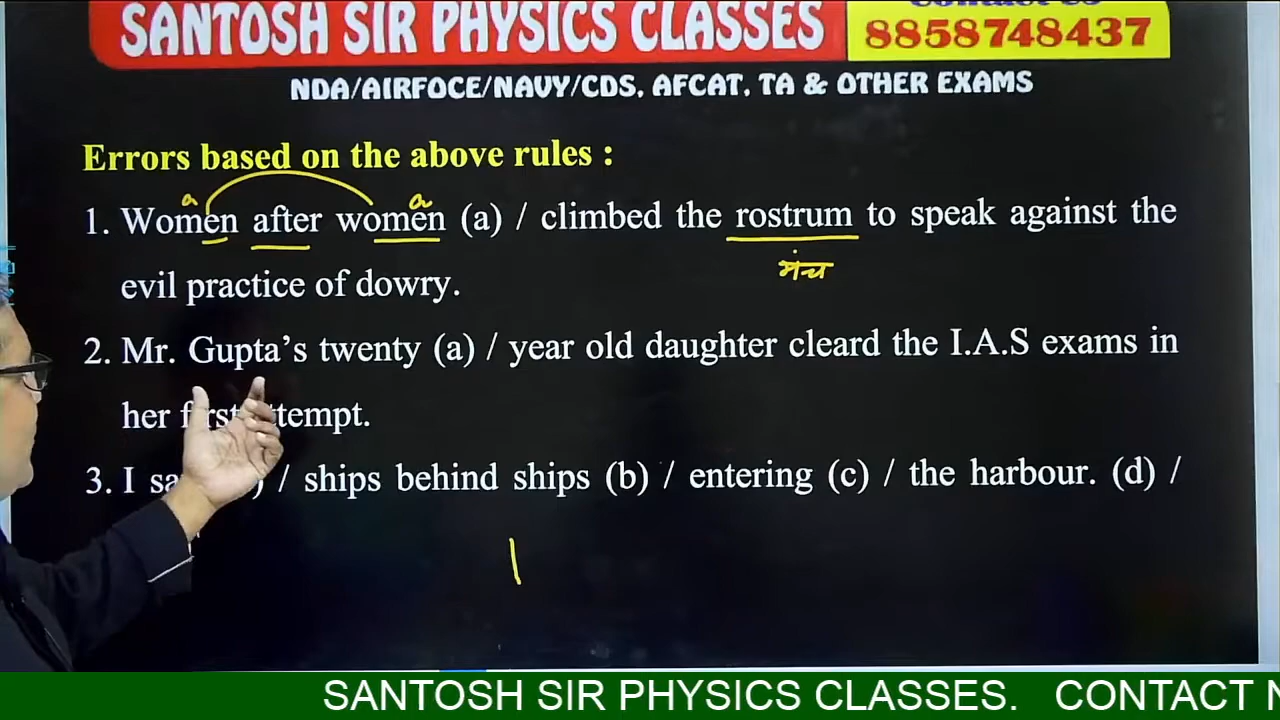 SANTOSH SIR PHYSICS CLASSES
8858748437
NDA/AIRFOCE/NAVY/CDS, AFCAT, TA & OTHER EXAMS
Errors based on the above rules :
a a
1. Women after women (a) / climbed the rostrum to speak against the
मंच
evil practice of dowry.
2. Mr. Gupta's twenty (a) / year old daughter cleard the I.A.S exams in
her first attempt.
3. I / ships behind ships (b) / entering (c) / the harbour. (d) /
SANTOSH SIR PHYSICS CLASSES. CONTACT